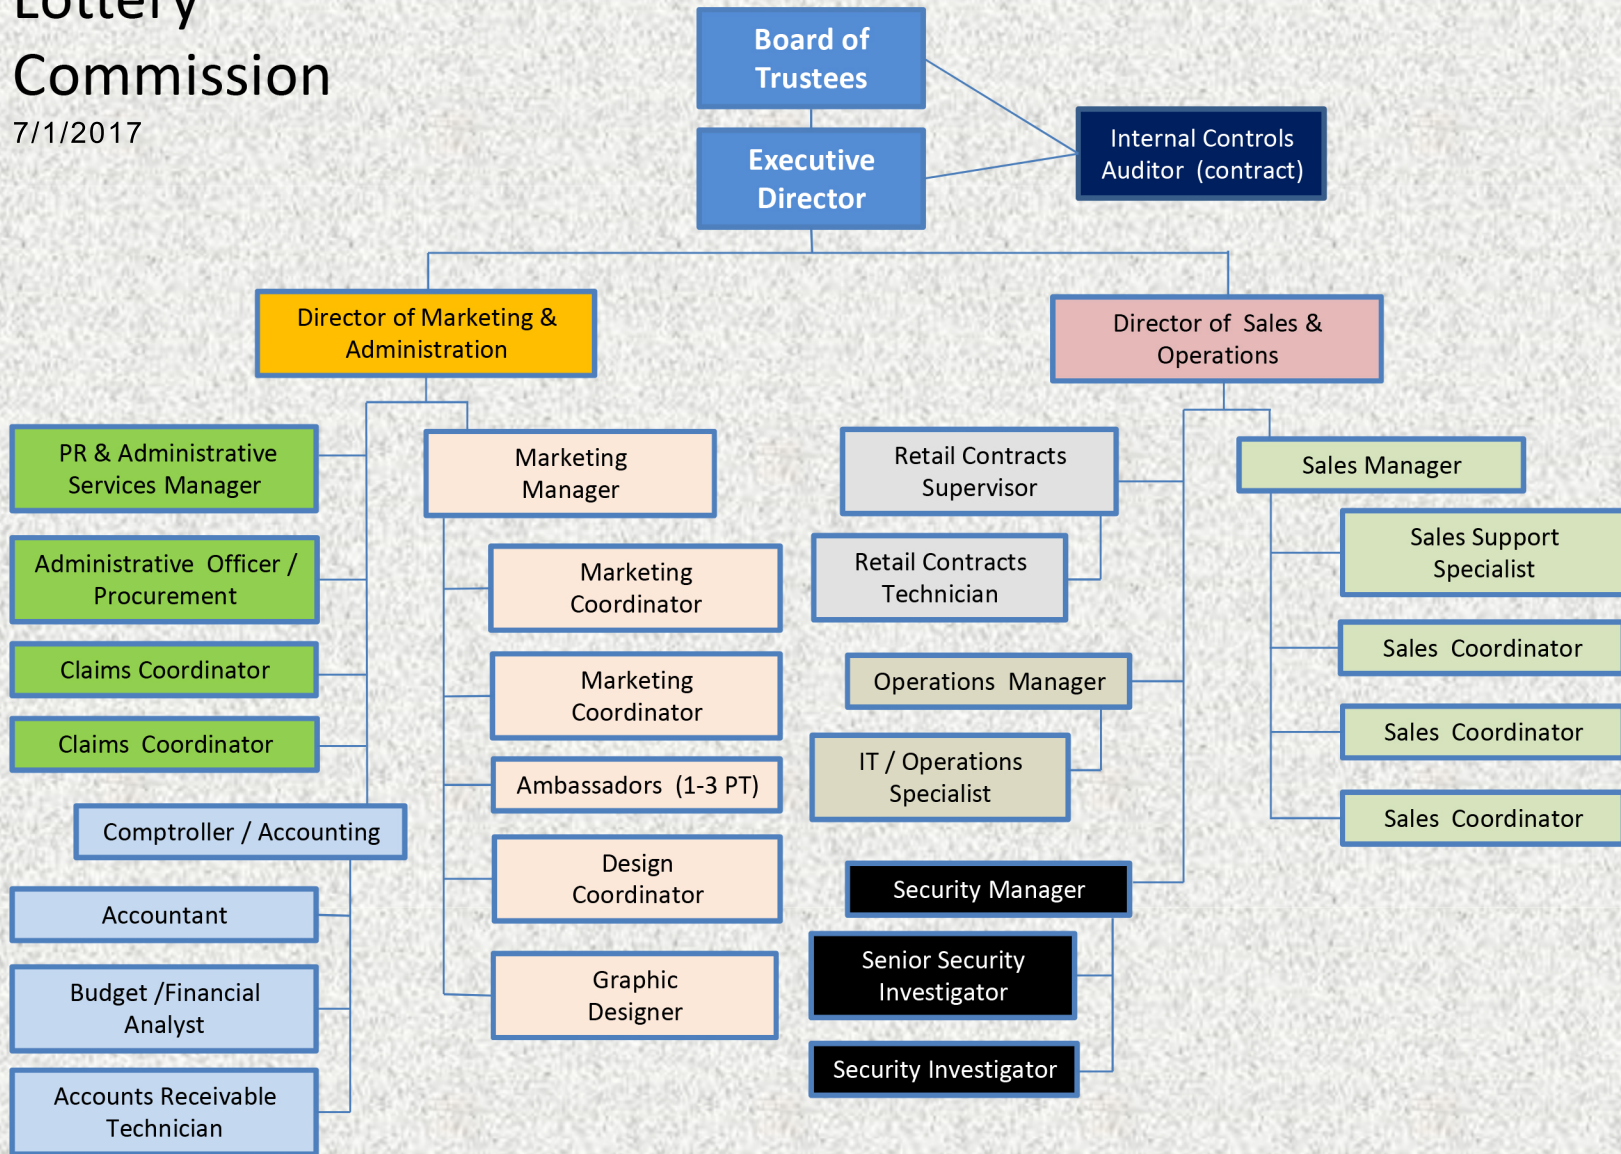 Lottery
Commission
7/1/2017
Board of
Trustees
Executive
Director
Internal Controls
Auditor (contract)
Director of Marketing &
Administration
Director of Sales &
Operations
PR & Administrative
Services Manager
Administrative Officer /
Procurement
Claims Coordinator
Claims Coordinator
Comptroller / Accounting
Accountant
Budget /Financial
Analyst
Accounts Receivable
Technician
Marketing
Manager
Marketing
Coordinator
Marketing
Coordinator
Ambassadors (1-3 PT)
Design
Coordinator
Graphic
Designer
Retail Contracts
Supervisor
Retail Contracts
Technician
Operations Manager
IT / Operations
Specialist
Security Manager
Senior Security
Investigator
Security Investigator
Sales Manager
Sales Support
Specialist
Sales Coordinator
Sales Coordinator
Sales Coordinator